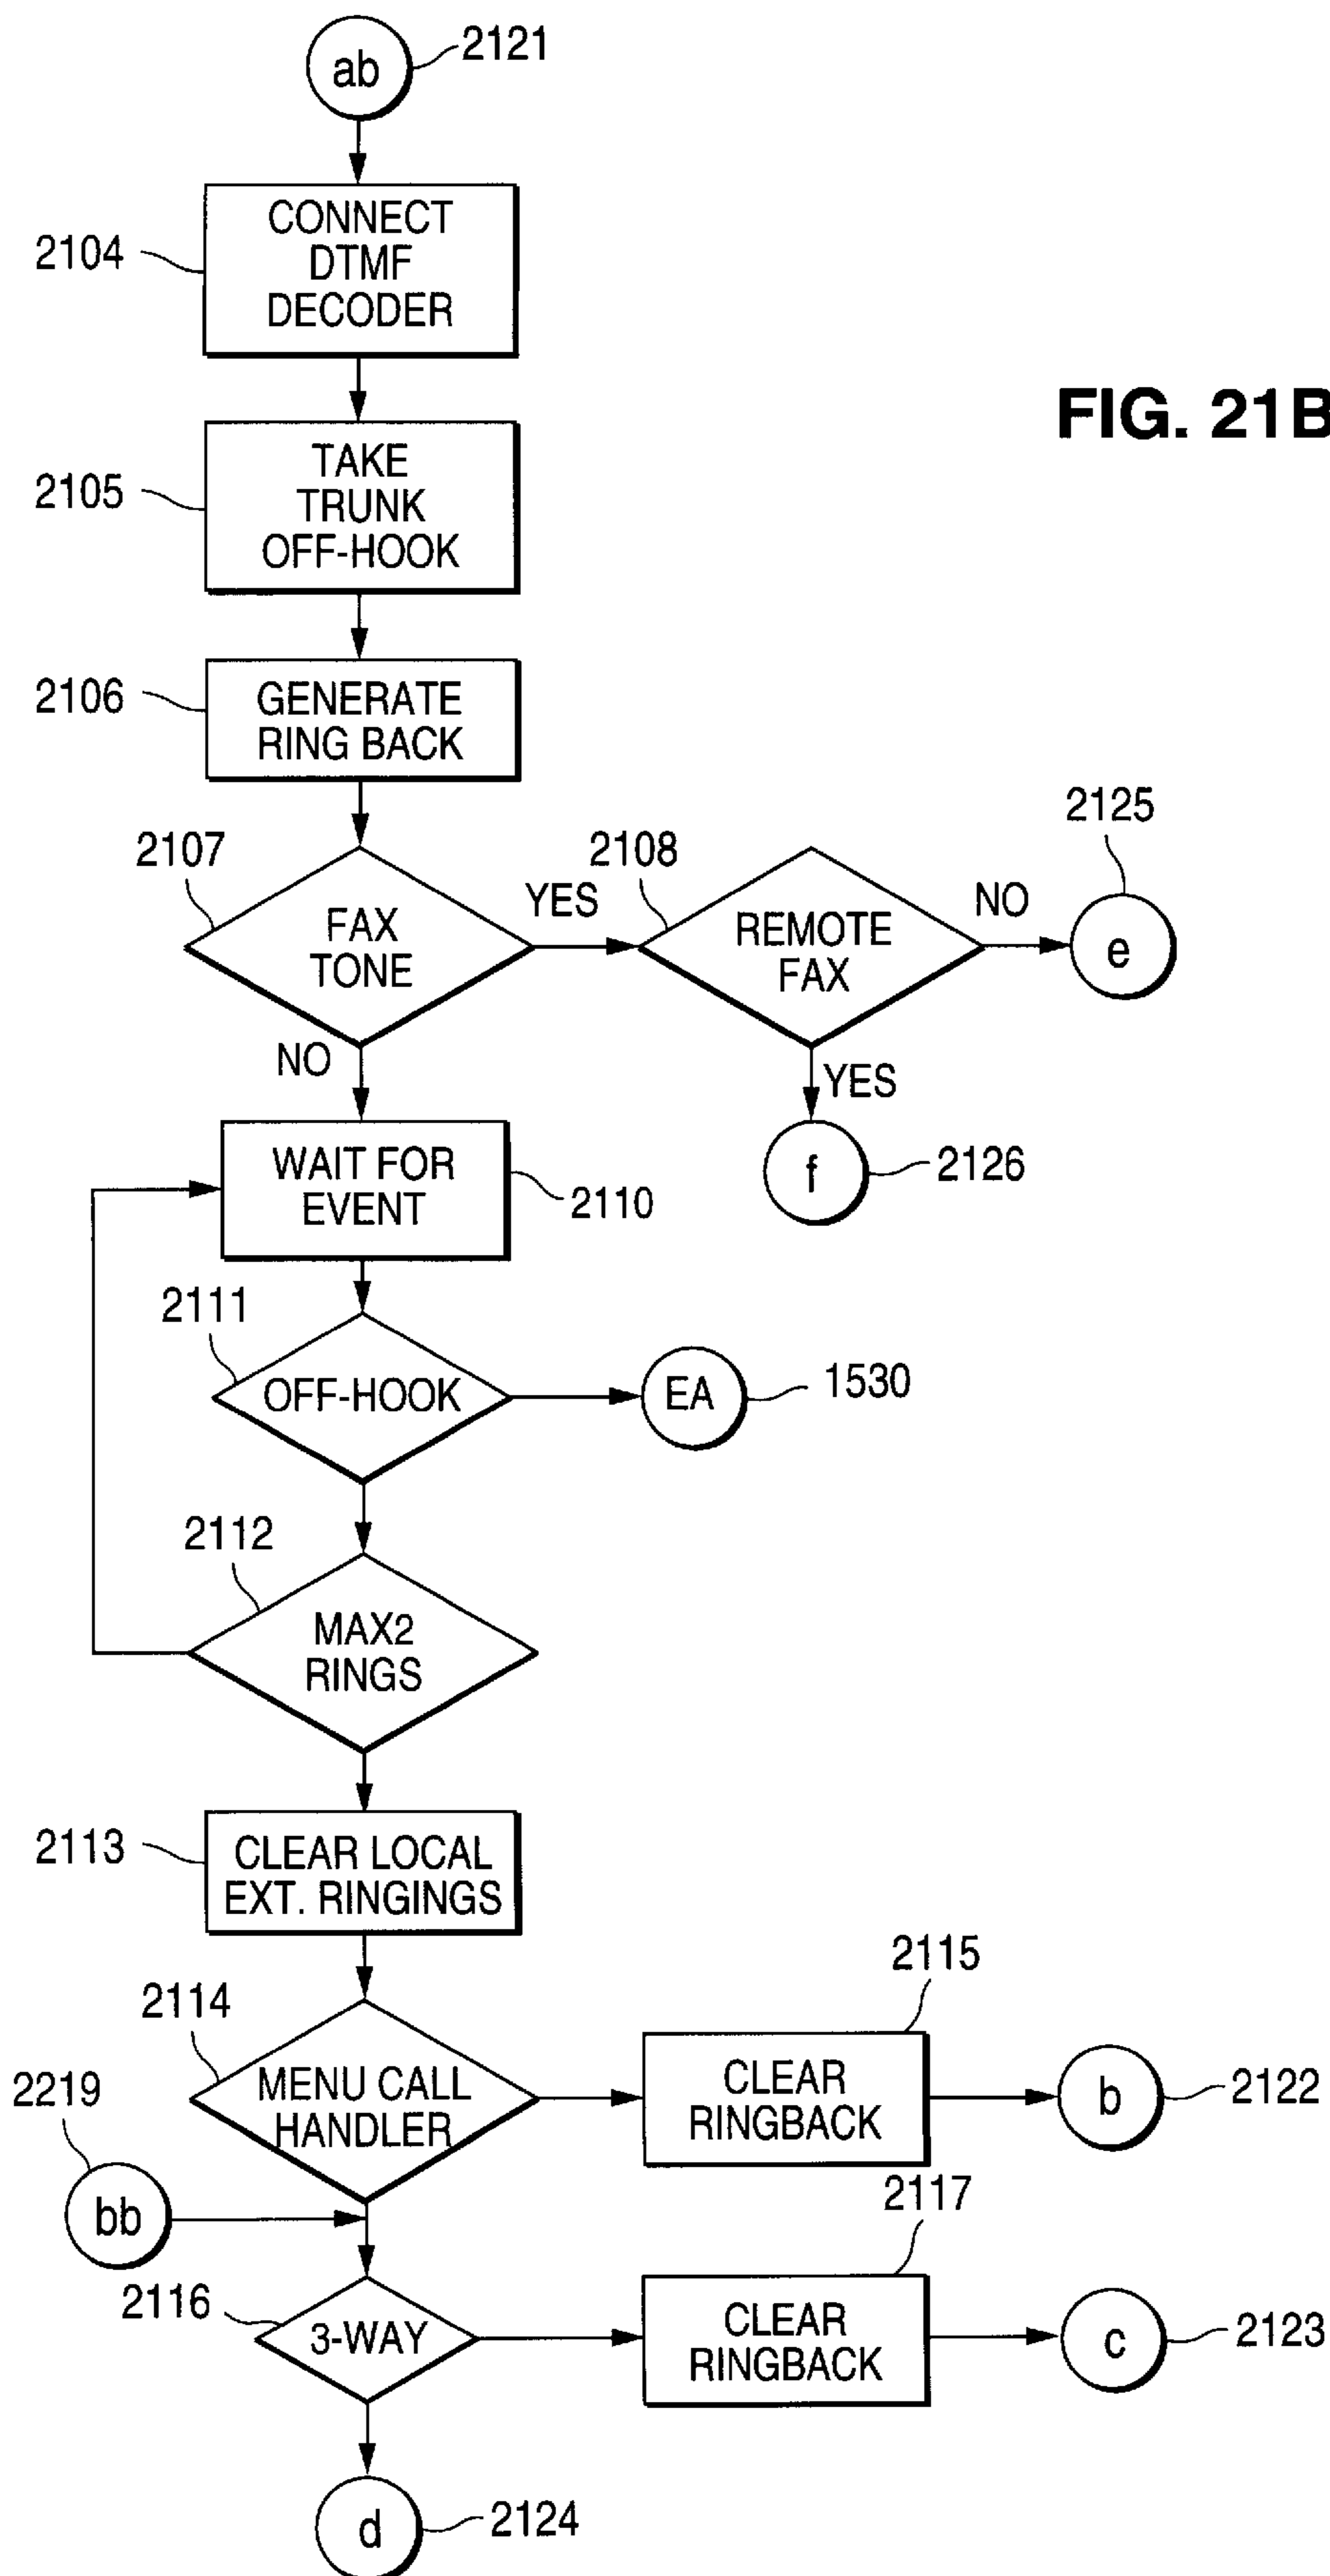 ab
2121
2104
CONNECT
DTMF
DECODER
FIG. 21B
2105
TAKE
TRUNK
OFF-HOOK
2106
GENERATE
RING BACK
2107
FAX
TONE
YES
2108
REMOTE
FAX
NO
2125
e
NO
YES
f
2126
WAIT FOR
EVENT
2110
2111
OFF-HOOK
EA
1530
2112
MAX2
RINGS
2113
CLEAR LOCAL
EXT. RINGINGS
2114
MENU CALL
HANDLER
2115
CLEAR
RINGBACK
b
2122
2219
bb
2116
3-WAY
2117
CLEAR
RINGBACK
c
2123
d
2124